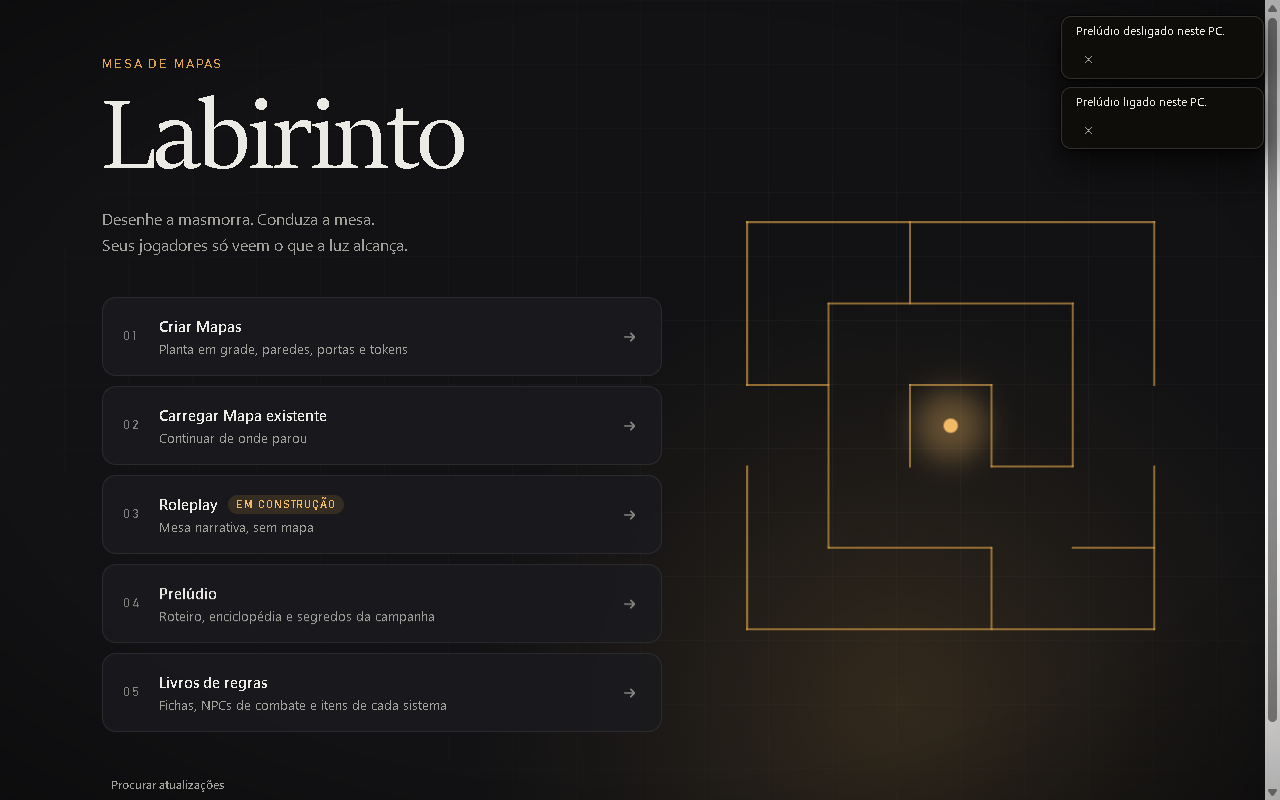 MESA DE MAPAS
Labirinto
Desenhe a masmorra. Conduza a mesa.
Seus jogadores só veem o que a luz alcança.
01
Criar Mapas
Planta em grade, paredes, portas e tokens
02
Carregar Mapa existente
Continuar de onde parou
03
Roleplay EM CONSTRUÇÃO
Mesa narrativa, sem mapa
04
Prelúdio
Roteiro, enciclopédia e segredos da campanha
05
Livros de regras
Fichas, NPCs de combate e itens de cada sistema
Procurar atualizações
Prelúdio desligado neste PC.
Prelúdio ligado neste PC.